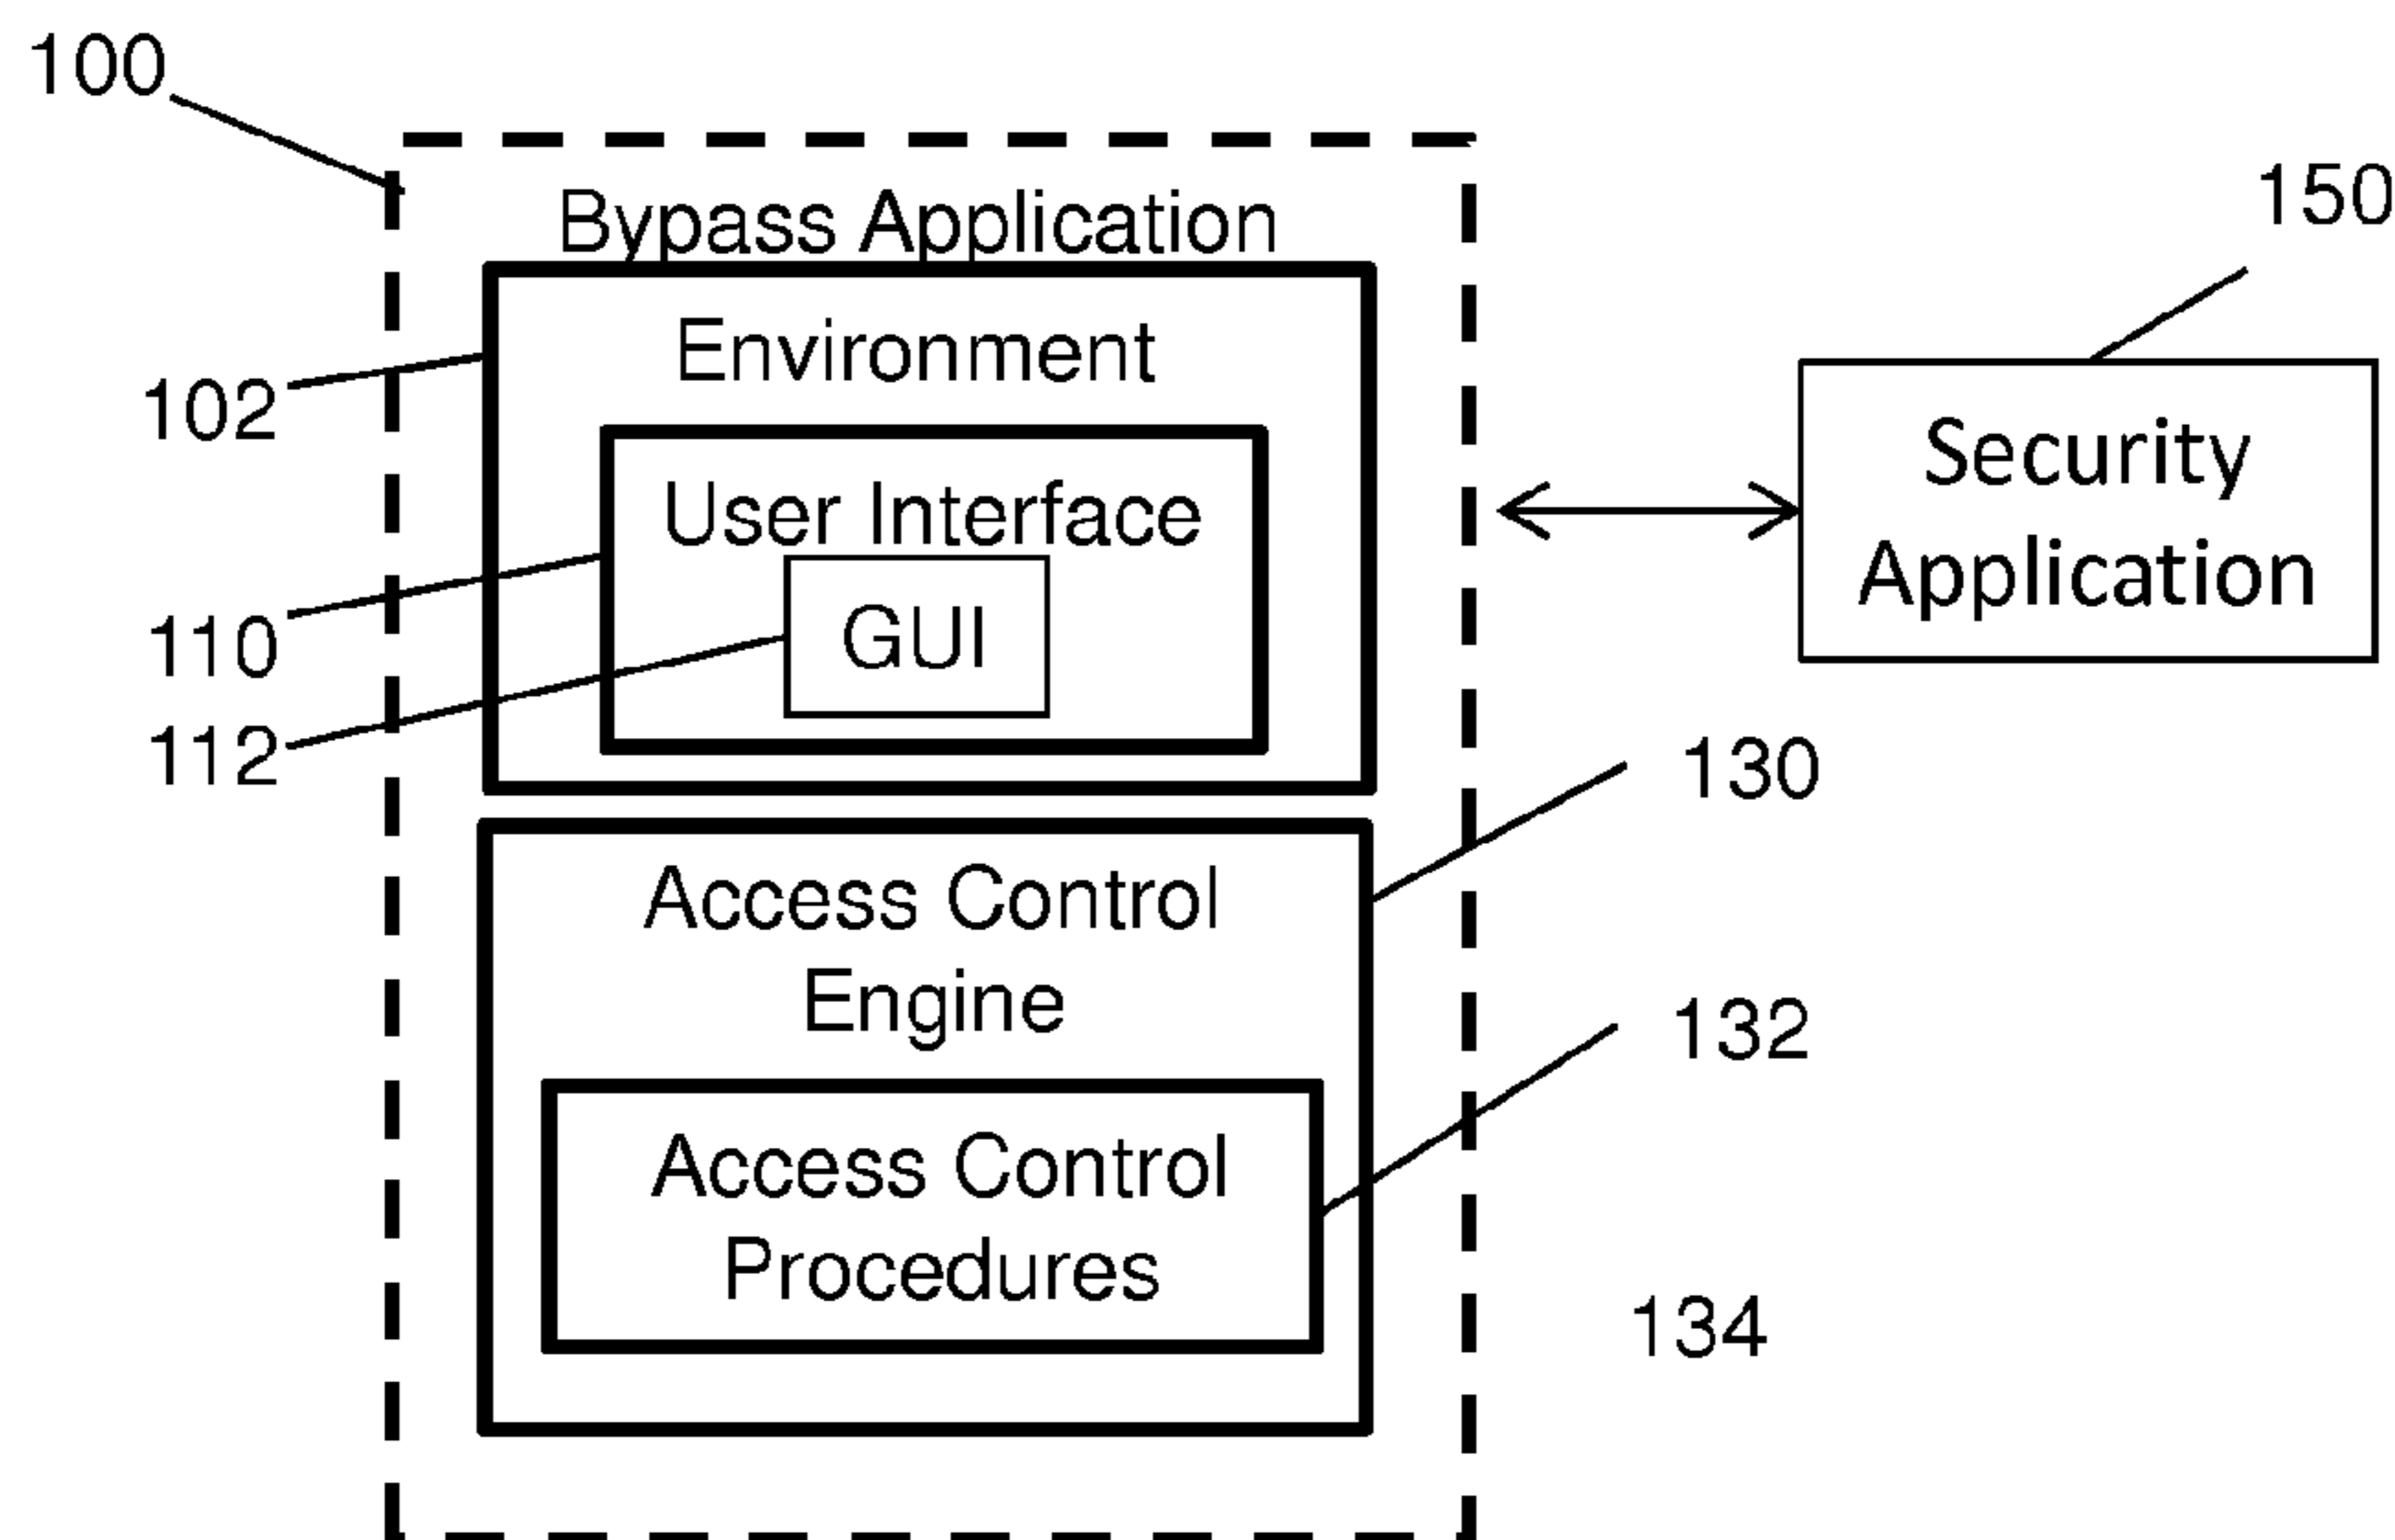 100
Bypass Application
150
Environment
102
Security
Application
User Interface
110
GUI
112
130
Access Control
Engine
132
Access Control
Procedures
134